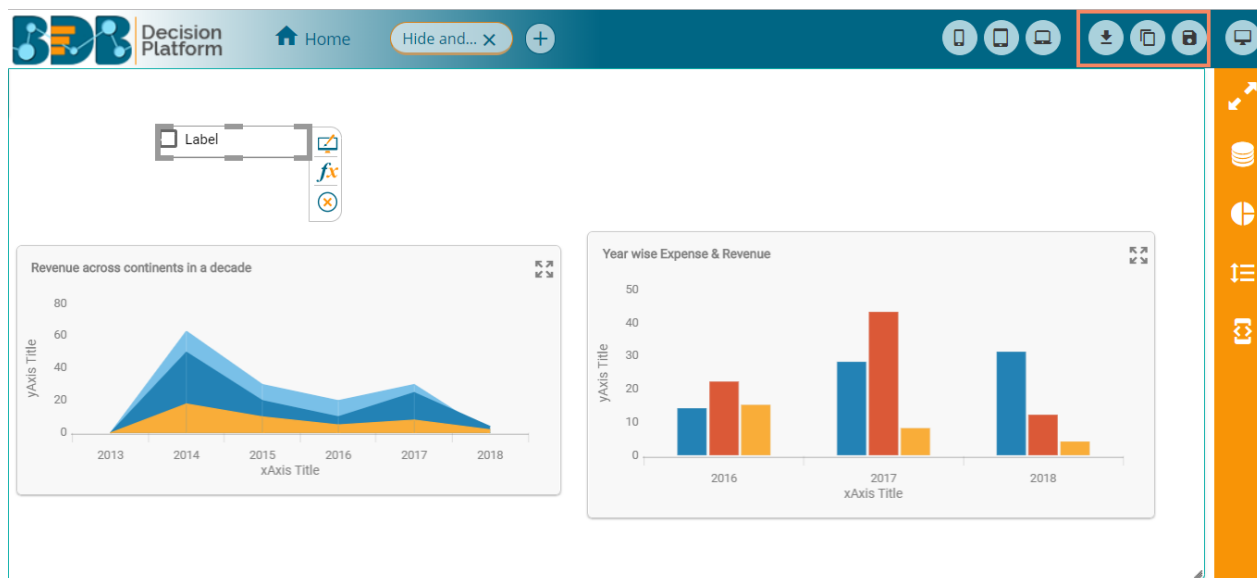 BDB Decision Platform
Home
Hide and...
Label
fx
Revenue across continents in a decade
80
60
40
20
0
yAxis Title
2013 2014 2015 2016 2017 2018
xAxis Title
Year wise Expense & Revenue
50
40
30
20
10
0
yAxis Title
2016 2017 2018
xAxis Title